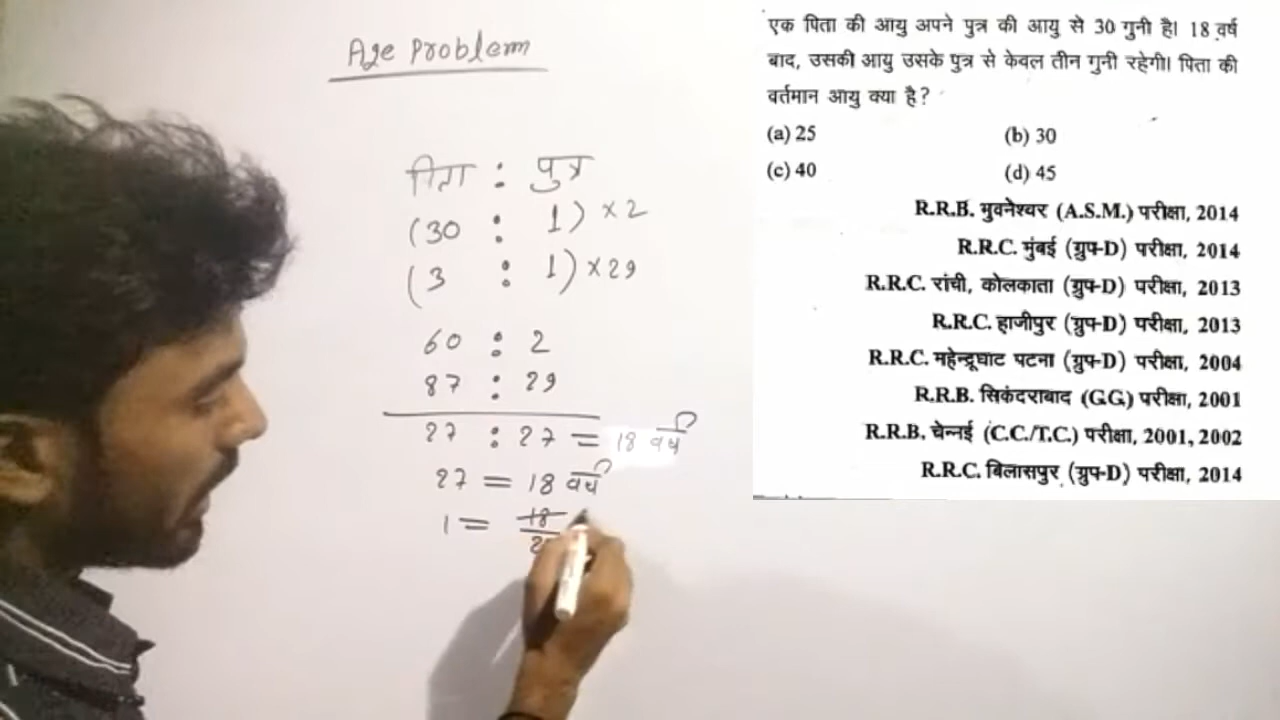 Age Problem
पिता : पुत्र
(30 : 1) ×2
(3 : 1) ×29
60 : 2
87 : 29
27 : 27 = 18 वर्ष
27 = 18 वर्ष
1 = 18
एक पिता की आयु अपने पुत्र की आयु से 30 गुनी है। 18 वर्ष
बाद, उसकी आयु उसके पुत्र से केवल तीन गुनी रहेगी। पिता की
वर्तमान आयु क्या है?
(a) 25 (b) 30
(c) 40 (d) 45
R.R.B. भुवनेश्वर (A.S.M.) परीक्षा, 2014
R.R.C. मुंबई (ग्रुप-D) परीक्षा, 2014
R.R.C. रांची, कोलकाता (ग्रुप-D) परीक्षा, 2013
R.R.C. हाजीपुर (ग्रुप-D) परीक्षा, 2013
R.R.C. महेन्द्रूघाट पटना (ग्रुप-D) परीक्षा, 2004
R.R.B. सिकंदराबाद (G.G) परीक्षा, 2001
R.R.B. चेन्नई (C.C./T.C.) परीक्षा, 2001, 2002
R.R.C. बिलासपुर (ग्रुप-D) परीक्षा, 2014